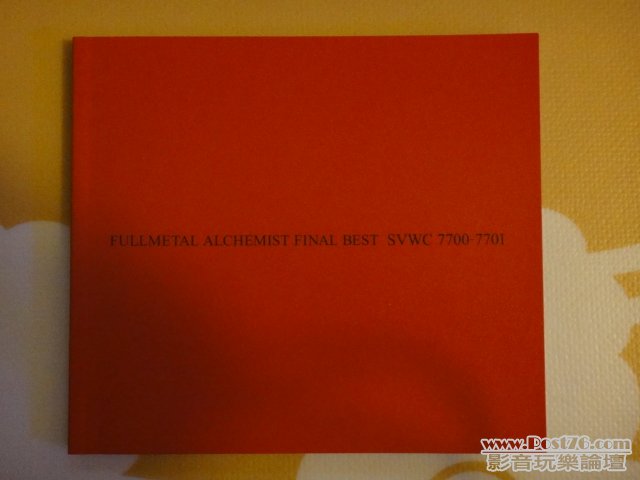 FULLMETAL ALCHEMIST FINAL BEST SVWC 7700-7701
www.Post76.com
影音玩樂論壇